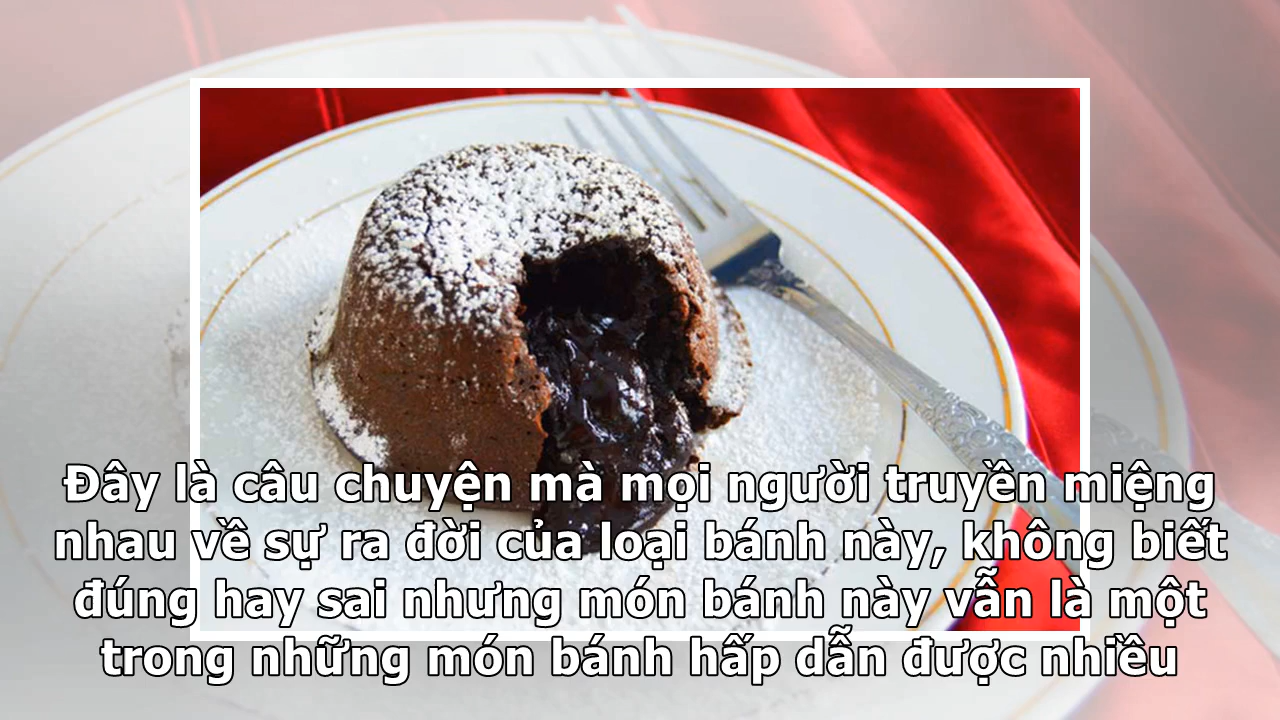 Đây là câu chuyện mà mọi người truyền miệng
nhau về sự ra đời của loại bánh này, không biết
đúng hay sai nhưng món bánh này vẫn là một
trong những món bánh hấp dẫn được nhiều